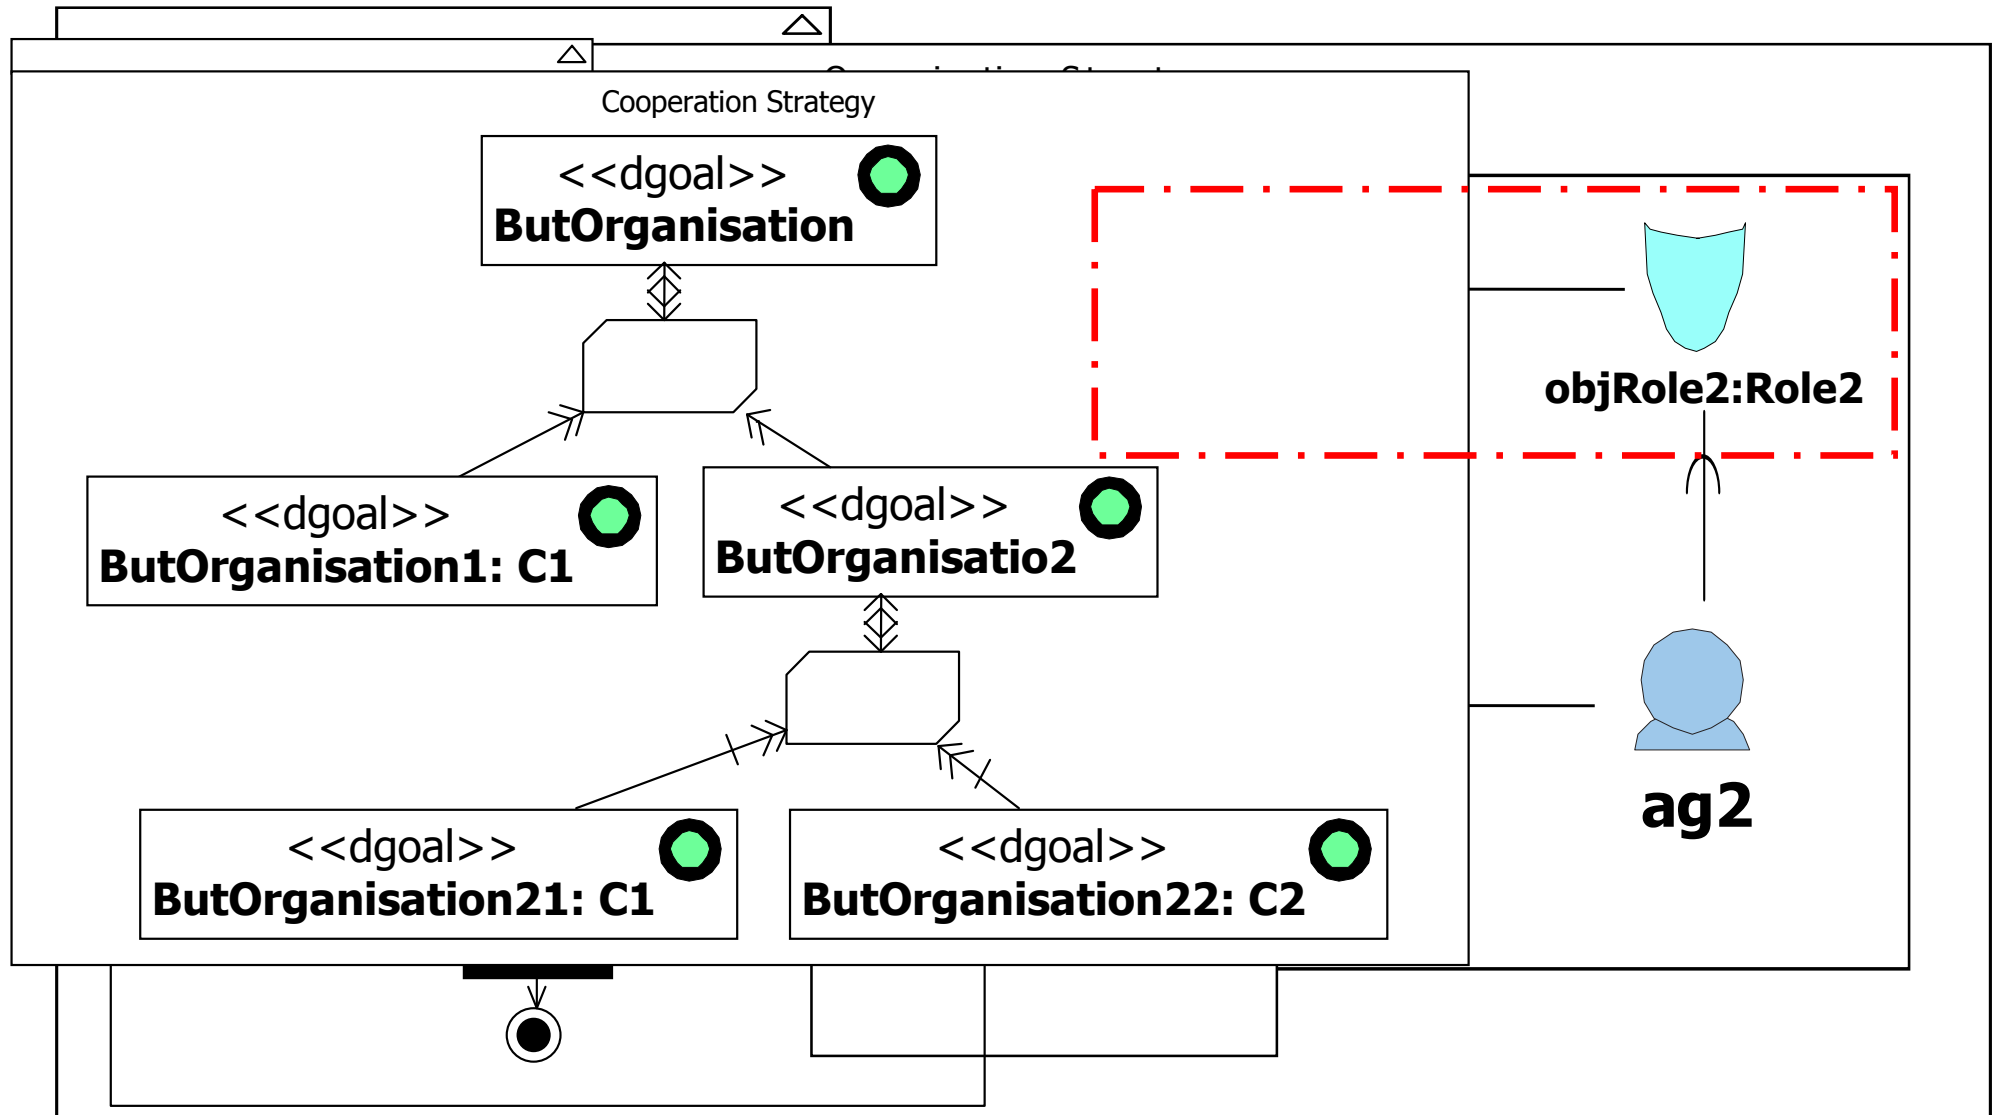 Cooperation Strategy
<<dgoal>>
ButOrganisation
objRole2:Role2
<<dgoal>>
ButOrganisation1: C1
<<dgoal>>
ButOrganisatio2
ag2
<<dgoal>>
ButOrganisation21: C1
<<dgoal>>
ButOrganisation22: C2